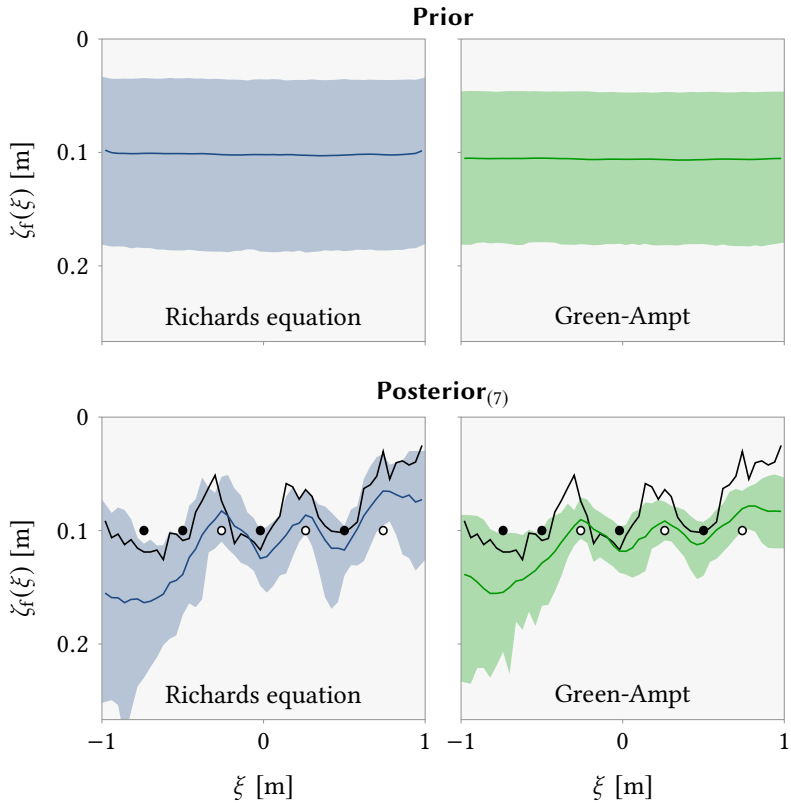 Prior
0
0.1
0.2
ζf(ξ) [m]
Richards equation
Green-Ampt
Posterior(7)
0
0.1
0.2
ζf(ξ) [m]
Richards equation
Green-Ampt
−1
0
1
−1
0
1
ξ [m]
ξ [m]